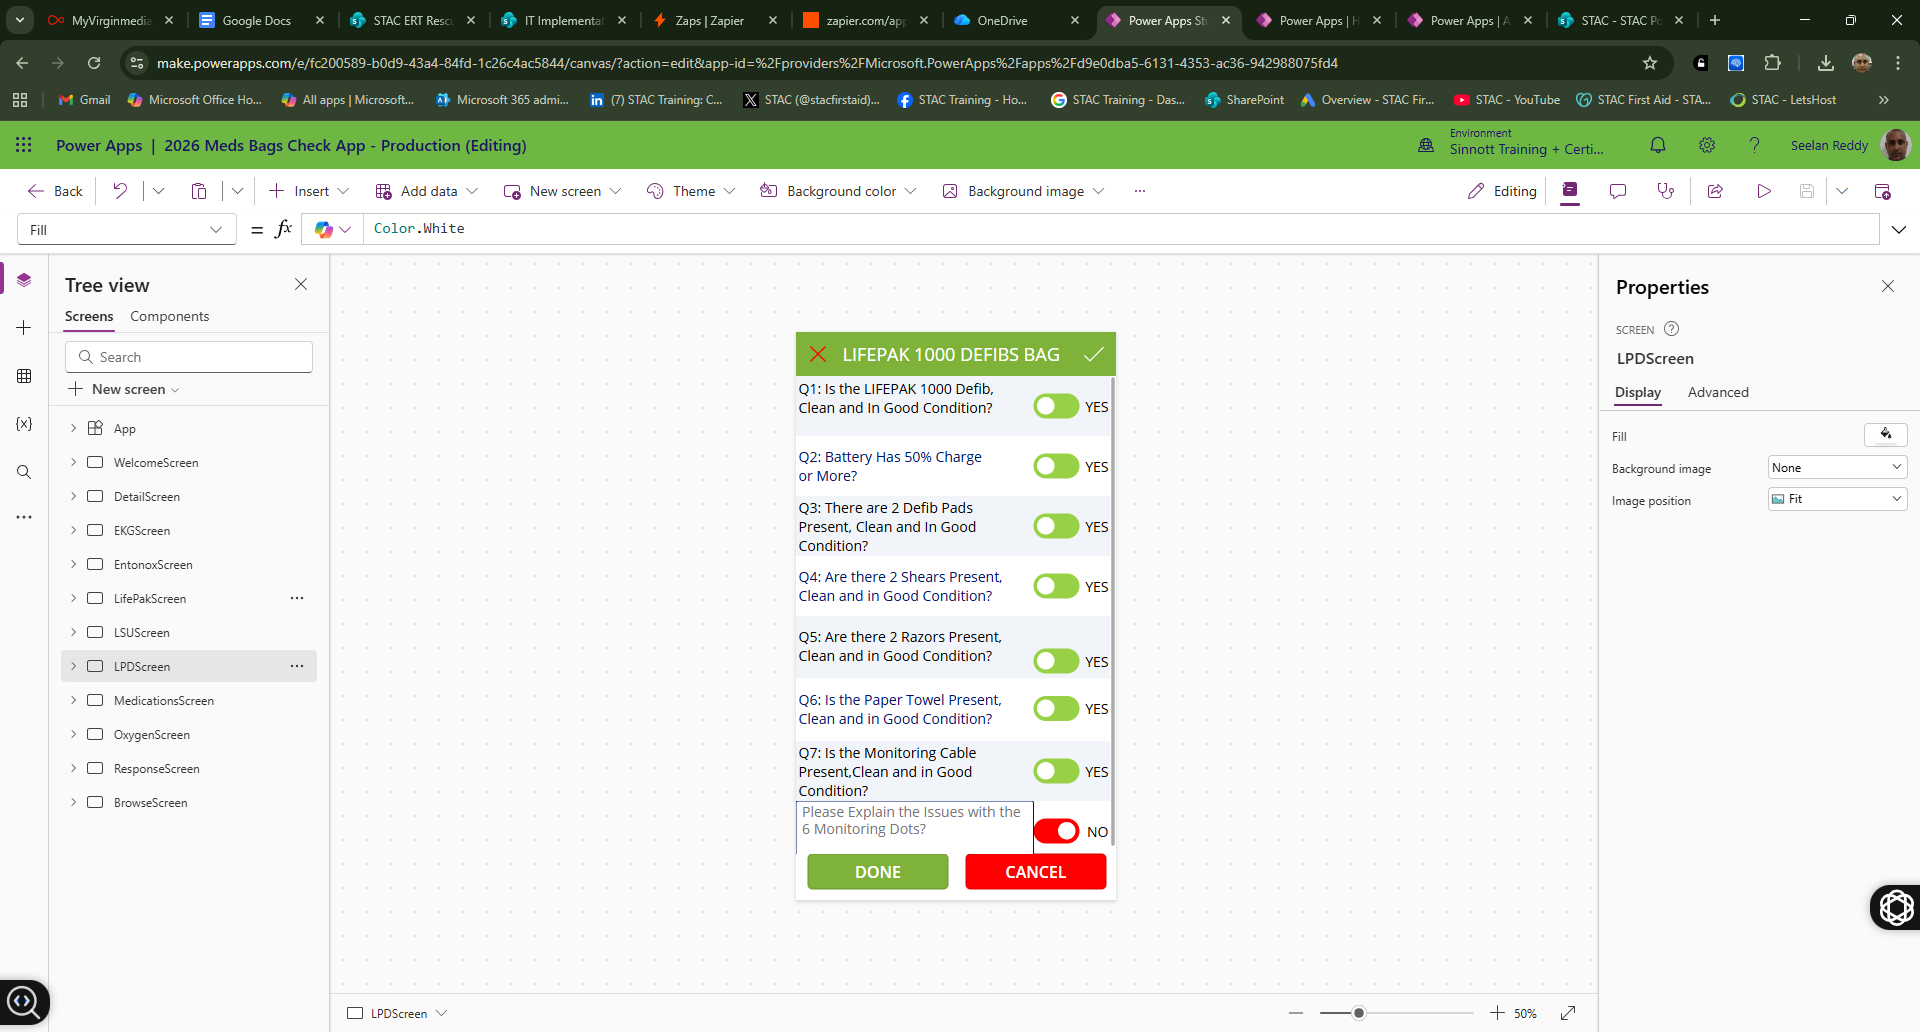 MyVirginmedia
Google Docs
STAC ERT Resc
IT Implementat
Zaps | Zapier
zapier.com/app
OneDrive
Power Apps Stu
Power Apps | H
Power Apps | A
STAC - STAC Po
make.powerapps.com/e/fc200589-b0d9-43a4-84fd-1c26c4ac5844/canvas/?action=edit&app-id=%2Fproviders%2FMicrosoft.PowerApps%2Fapps%2Fd9e0dba5-6131-4353-ac36-942988075fd4
Gmail
Microsoft Office Ho...
All apps | Microsoft...
Microsoft 365 admi...
(7) STAC Training: C...
STAC (@stacfirstaid)...
STAC Training - Ho...
STAC Training - Das...
SharePoint
Overview - STAC Fir...
STAC - YouTube
STAC First Aid - STA...
STAC - LetsHost
Power Apps | 2026 Meds Bags Check App - Production (Editing)
Environment
Sinnott Training + Certi...
Seelan Reddy
Back
Insert
Add data
New screen
Theme
Background color
Background image
Editing
Fill
= fx
Color.White
Tree view
Screens
Components
Search
New screen
App
WelcomeScreen
DetailScreen
EKGScreen
EntonoxScreen
LifePakScreen
LSUScreen
LPDScreen
MedicationsScreen
OxygenScreen
ResponseScreen
BrowseScreen
LIFEPAK 1000 DEFIBS BAG
Q1: Is the LIFEPAK 1000 Defib,
Clean and In Good Condition?
YES
Q2: Battery Has 50% Charge
or More?
YES
Q3: There are 2 Defib Pads
Present, Clean and In Good
Condition?
YES
Q4: Are there 2 Shears Present,
Clean and in Good Condition?
YES
Q5: Are there 2 Razors Present,
Clean and in Good Condition?
YES
Q6: Is the Paper Towel Present,
Clean and in Good Condition?
YES
Q7: Is the Monitoring Cable
Present,Clean and in Good
Condition?
YES
Please Explain the Issues with the
6 Monitoring Dots?
NO
DONE
CANCEL
Properties
SCREEN
LPDScreen
Display
Advanced
Fill
Background image
None
Image position
Fit
LPDScreen
50%